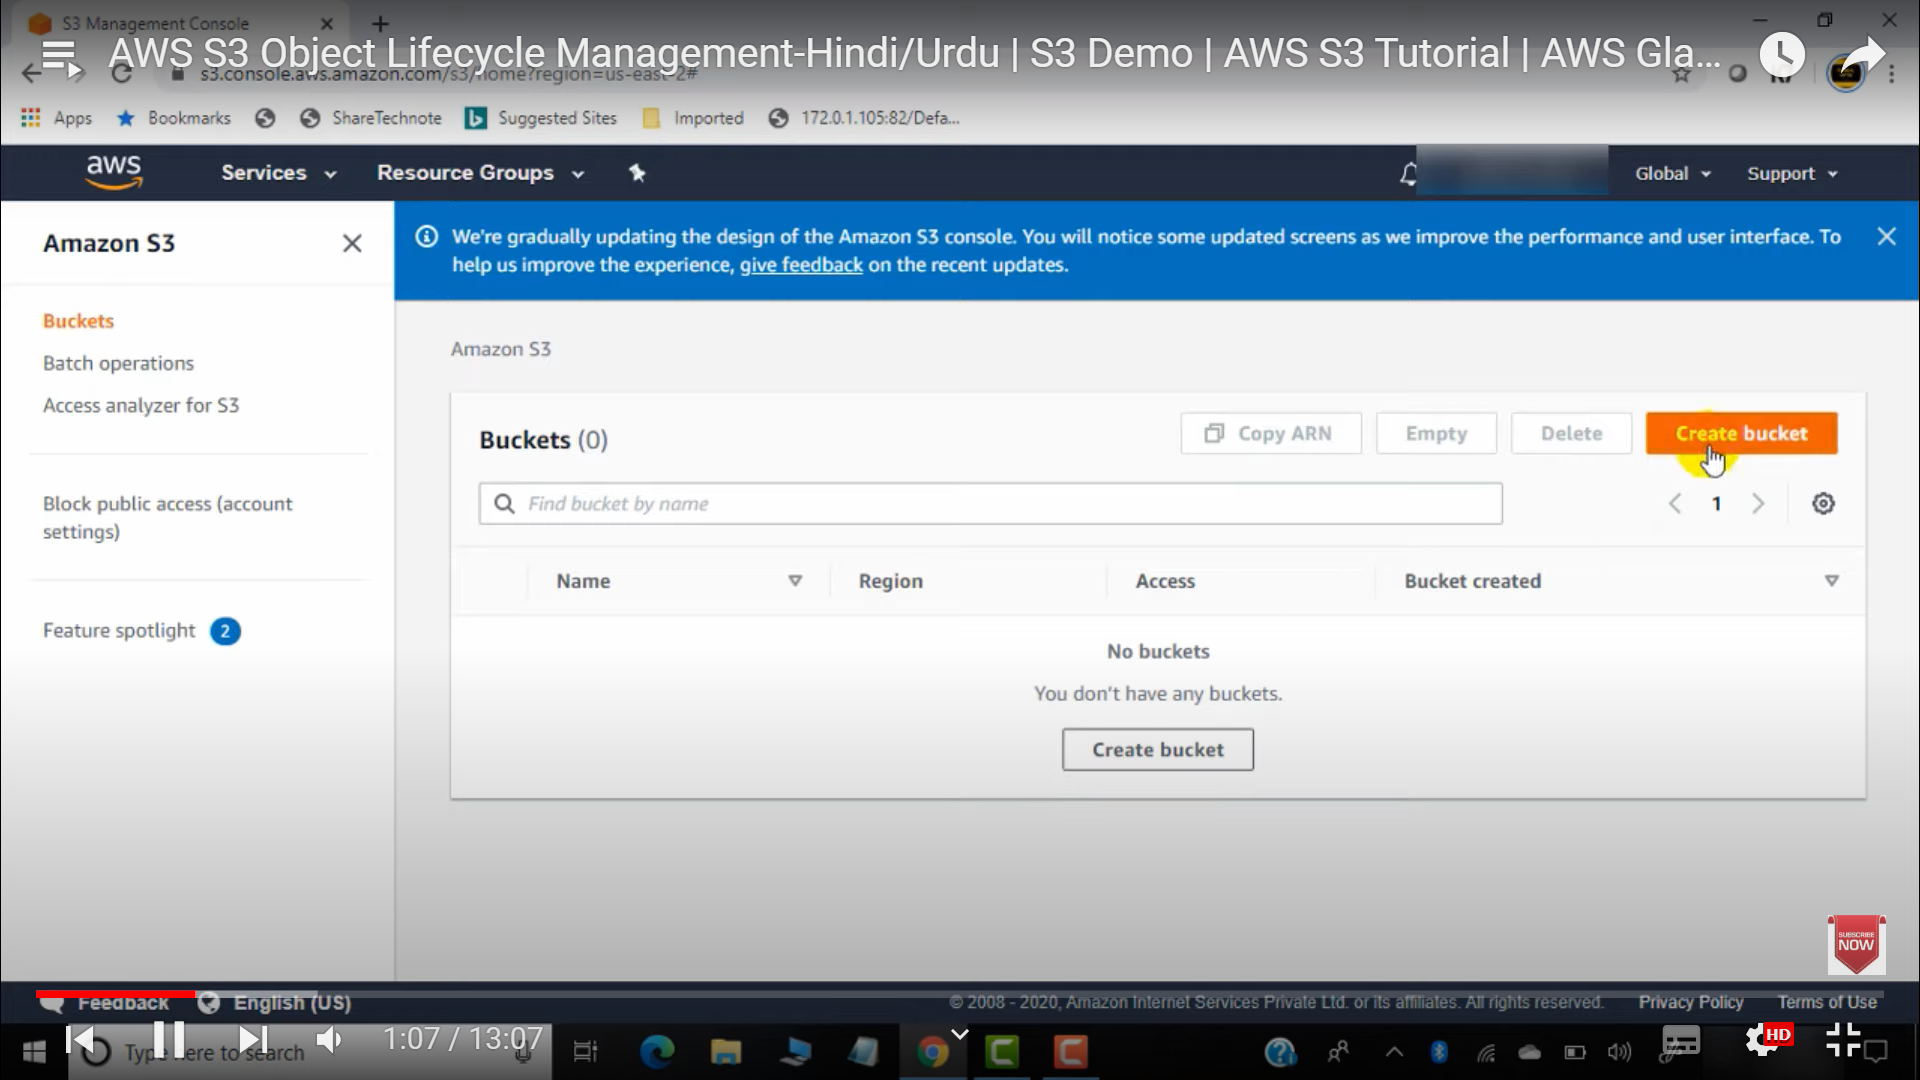 S3 Management Console
AWS S3 Object Lifecycle Management-Hindi/Urdu | S3 Demo | AWS S3 Tutorial | AWS Gla...
s3.console.aws.amazon.com/s3/home?region=us-east-2#
Apps Bookmarks ShareTechnote Suggested Sites Imported 172.0.1.105:82/Defa...
aws Services Resource Groups Global Support
Amazon S3
We're gradually updating the design of the Amazon S3 console. You will notice some updated screens as we improve the performance and user interface. To
help us improve the experience, give feedback on the recent updates.
Buckets
Batch operations
Access analyzer for S3
Block public access (account
settings)
Feature spotlight 2
Amazon S3
Buckets (0) Copy ARN Empty Delete Create bucket
Find bucket by name 1
Name Region Access Bucket created
No buckets
You don't have any buckets.
Create bucket
SUBSCRIBE
NOW
Feedback English (US) © 2008 - 2020, Amazon Internet Services Private Ltd. or its affiliates. All rights reserved. Privacy Policy Terms of Use
Type here to search 1:07 / 13:07 HD